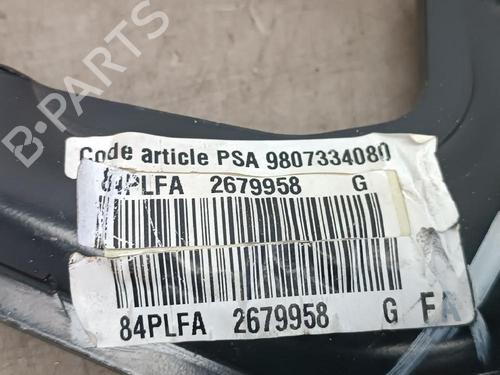 B-PARTS
Code article PSA 9807334080
84PLFA 2679958 G
84PLFA 2679958 G FA